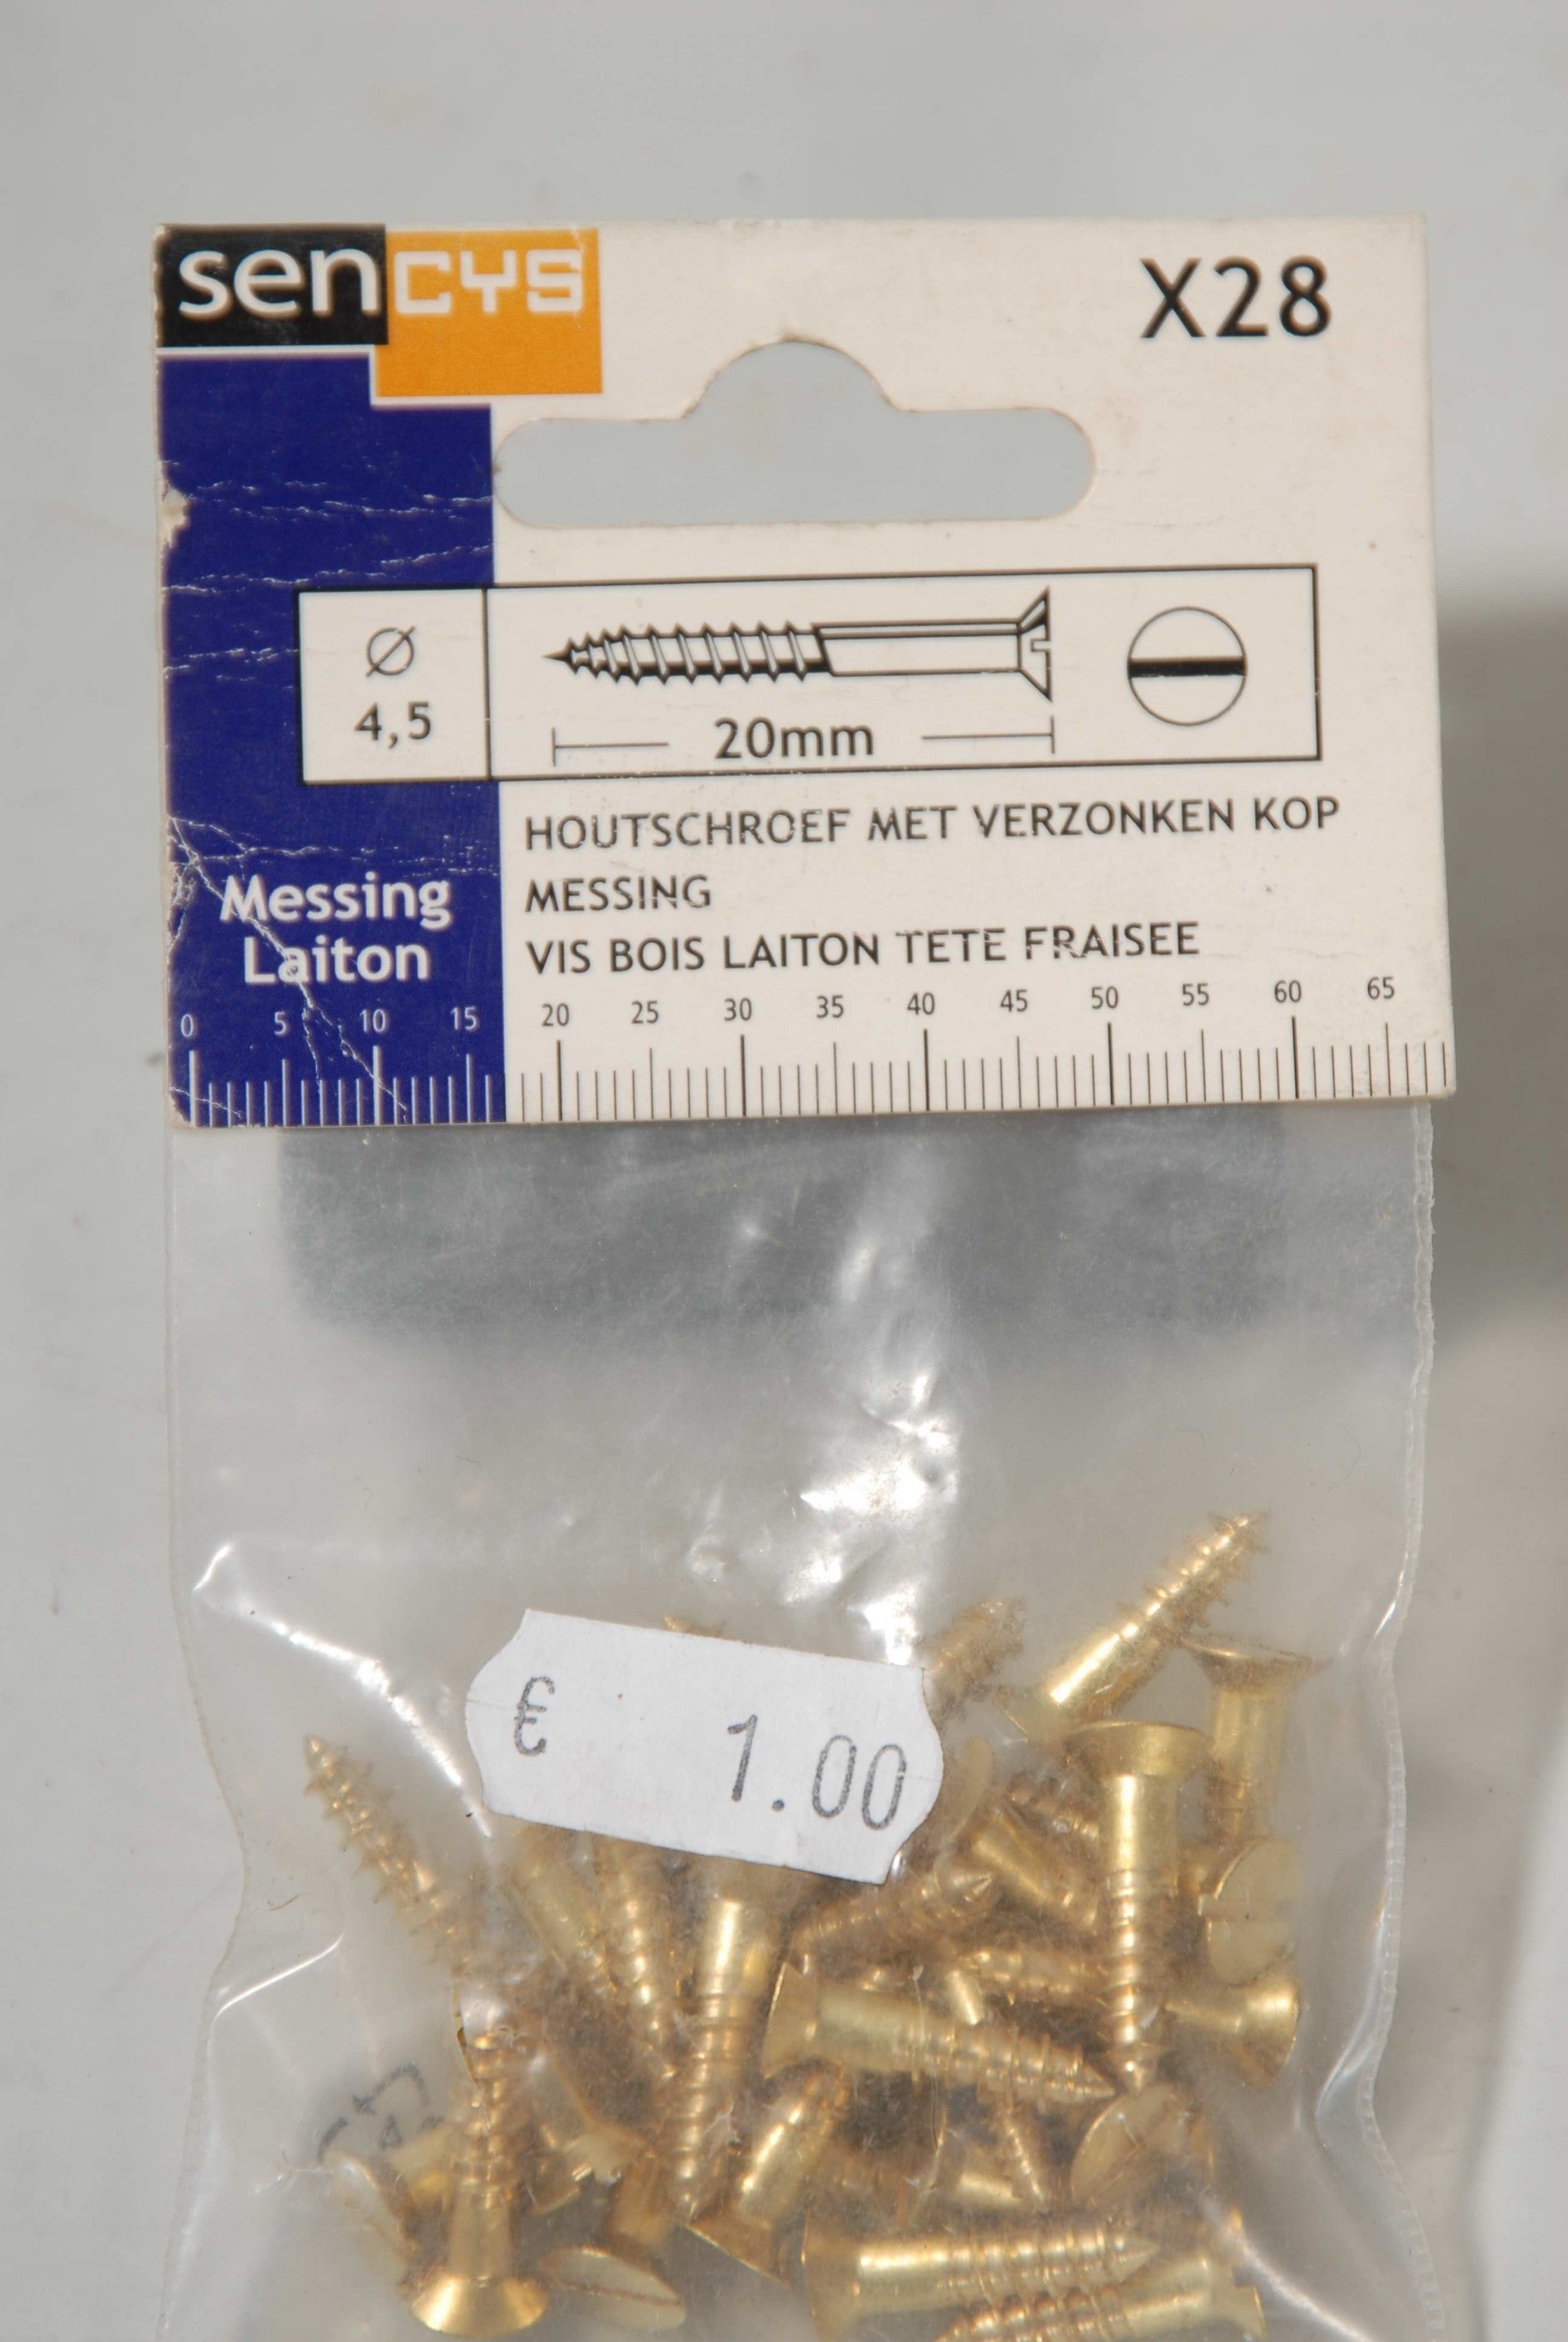 sencys
X28
Ø
4,5
20mm
HOUTSCHROEF MET VERZONKEN KOP
MESSING
VIS BOIS LAITON TETE FRAISEE
Messing
Laiton
0 5 10 15 20 25 30 35 40 45 50 55 60 65
€ 1.00